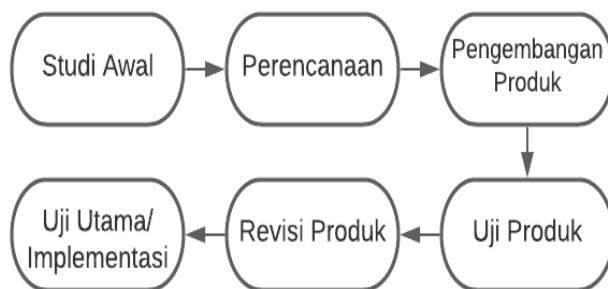 Studi Awal
Perencanaan
Pengembangan
Produk
Uji Produk
Revisi Produk
Uji Utama/
Implementasi